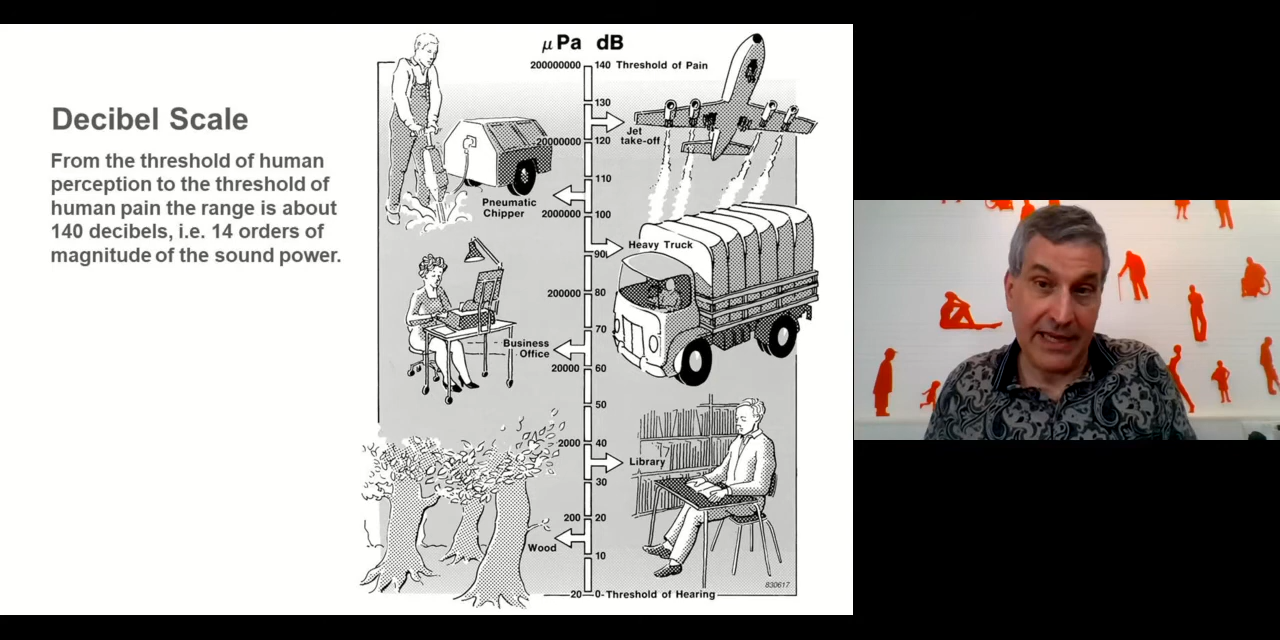 Decibel Scale
From the threshold of human
perception to the threshold of
human pain the range is about
140 decibels, i.e. 14 orders of
magnitude of the sound power.
μPa dB
200000000 140 Threshold of Pain
130
Jet
take-off
20000000 120
110
Pneumatic
Chipper
2000000 100
Heavy Truck
90
200000 80
70
Business
Office
20000 60
50
2000 40
Library
30
200 20
Wood
10
830617
20 0 Threshold of Hearing